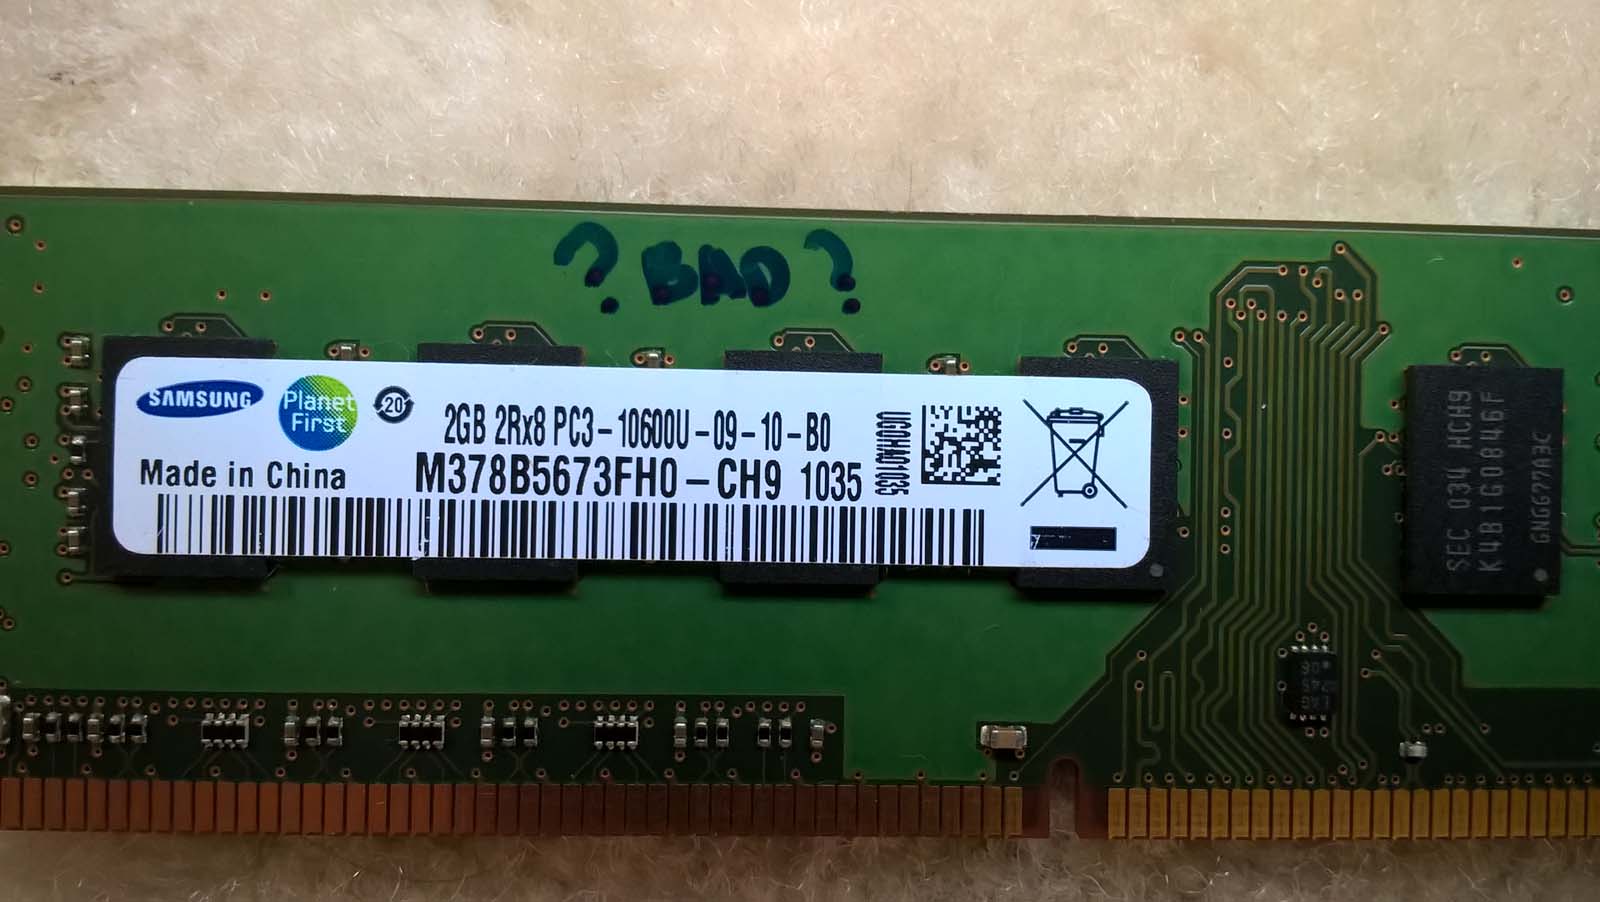 ? BAD ?
SAMSUNG
Planet First
20
2GB 2Rx8 PC3-10600U-09-10-B0
Made in China
M378B5673FH0-CH9 1035
SEC 034 HCH9
K4B1G0846F
GNG677A3C